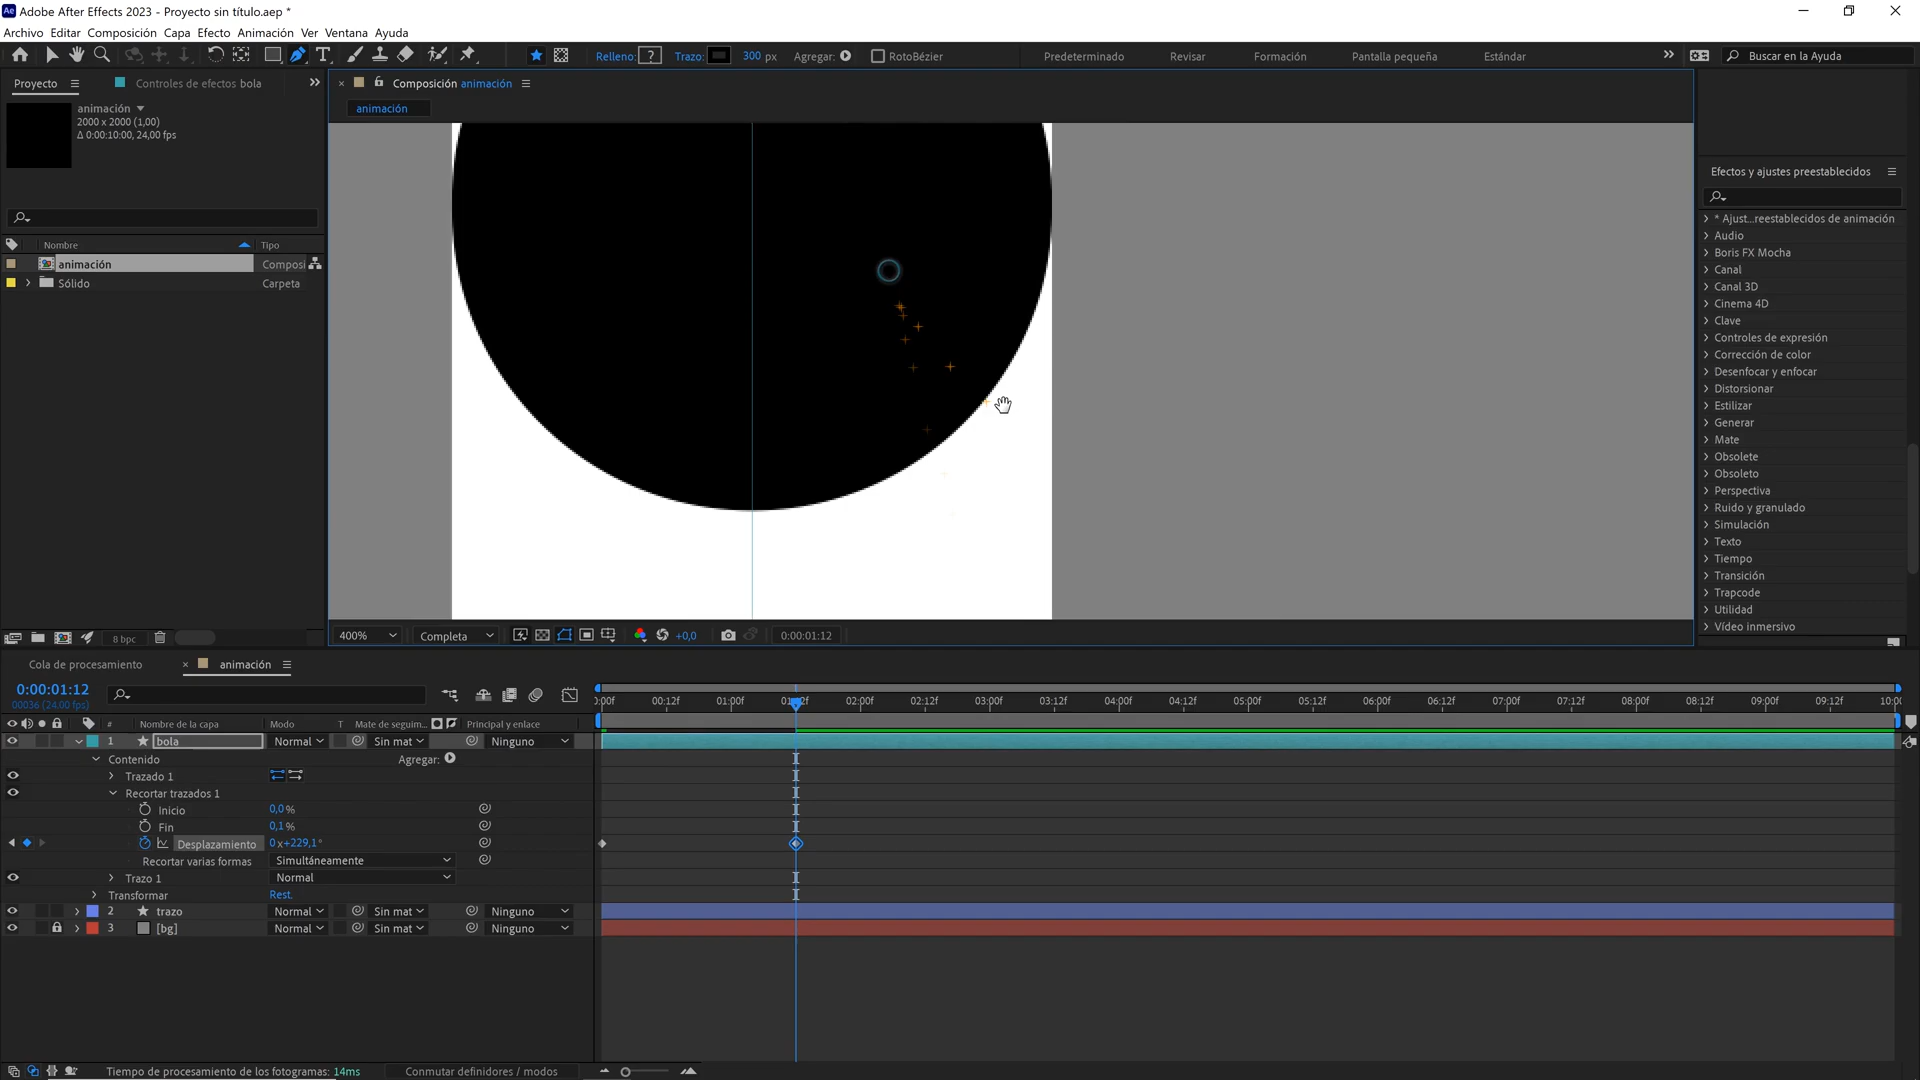 Adobe After Effects 2023 - Proyecto sin título.aep *
Archivo Editar Composición Capa Efecto Animación Ver Ventana Ayuda
Relleno: ? Trazo: 300 px Agregar: RotoBézier Predeterminado Revisar Formación Pantalla pequeña Estándar Buscar en la Ayuda
Proyecto Controles de efectos bola
Composición animación
animación
animación
2000 x 2000 (1,00)
Δ 0:00:10:00, 24,00 fps
Nombre Tipo
animación Composi
Sólido Carpeta
8 bpc
400% Completa +0,0 0:00:01:12
Efectos y ajustes preestablecidos
* Ajust...reestablecidos de animación
Audio
Boris FX Mocha
Canal
Canal 3D
Cinema 4D
Clave
Controles de expresión
Corrección de color
Desenfocar y enfocar
Distorsionar
Estilizar
Generar
Mate
Obsolete
Obsoleto
Perspectiva
Ruido y granulado
Simulación
Texto
Tiempo
Transición
Trapcode
Utilidad
Vídeo inmersivo
Cola de procesamiento animación
0:00:01:12
00036 (24.00 fps)
00:12f 01:00f 02:00f 02:12f 03:00f 03:12f 04:00f 04:12f 05:00f 05:12f 06:00f 06:12f 07:00f 07:12f 08:00f 08:12f 09:00f 09:12f 10:0
# Nombre de la capa Modo T Mate de seguim... Principal y enlace
1 bola Normal Sin mat Ninguno
Contenido Agregar:
Trazado 1
Recortar trazados 1
Inicio 0,0%
Fin 0,1%
Desplazamiento 0x+229,1°
Recortar varias formas Simultáneamente
Trazo 1 Normal
Transformar Rest.
2 trazo Normal Sin mat Ninguno
3 [bg] Normal Sin mat Ninguno
Tiempo de procesamiento de los fotogramas: 14ms Conmutar definidores / modos